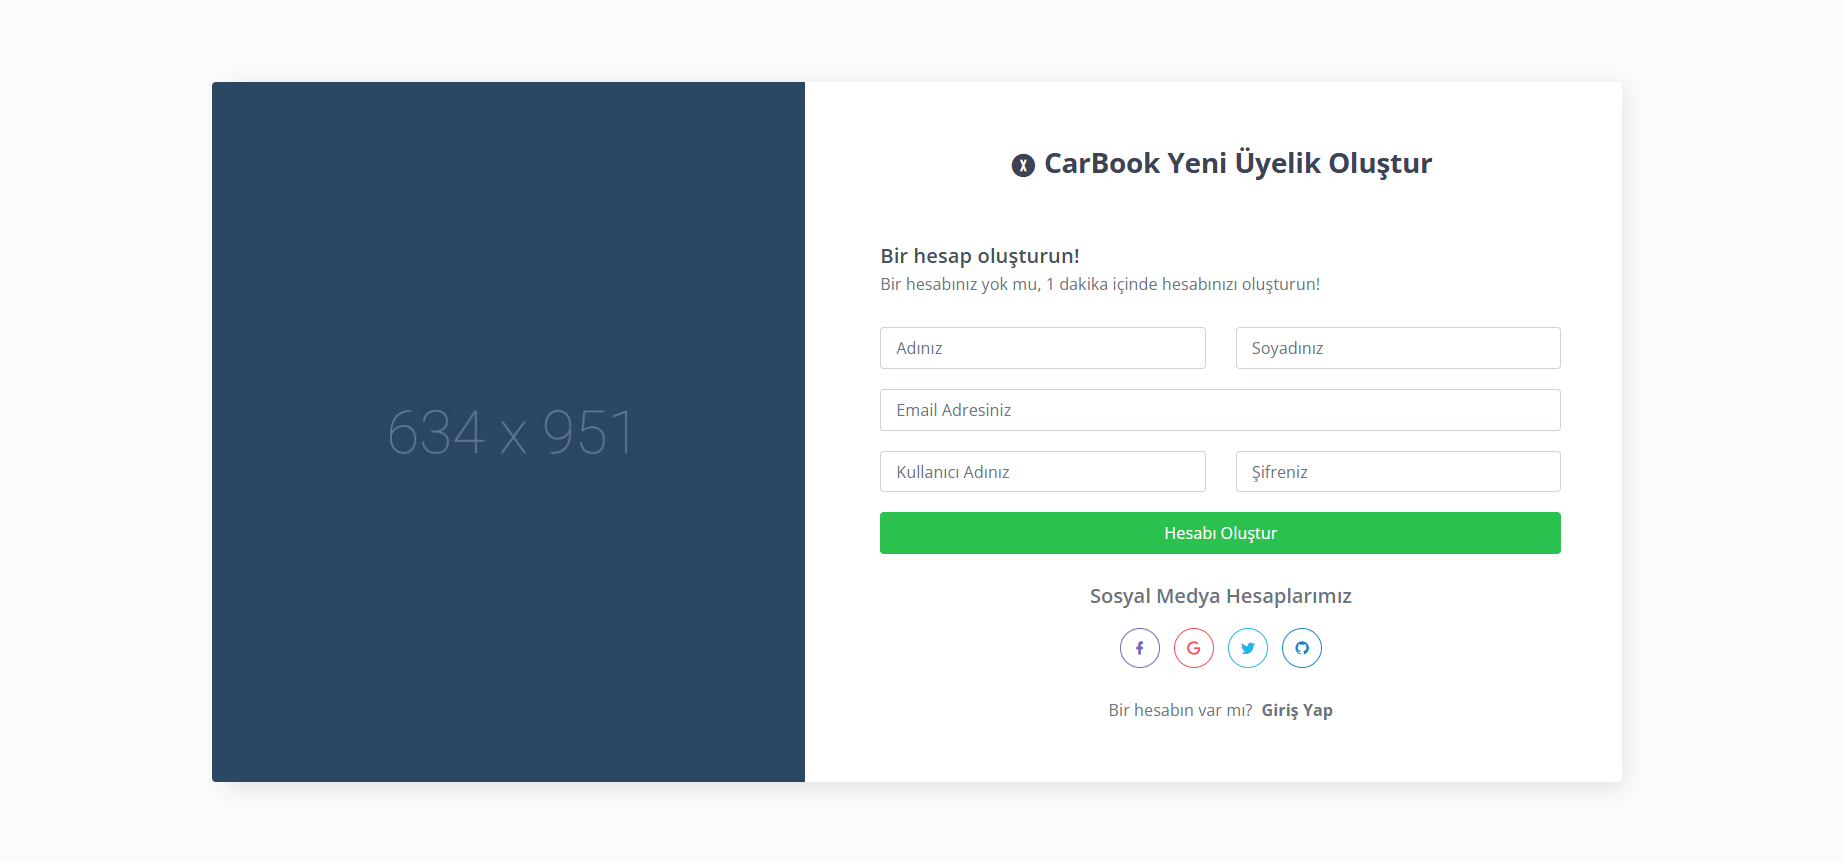 634 x 951
CarBook Yeni Üyelik Oluştur
Bir hesap oluşturun!
Bir hesabınız yok mu, 1 dakika içinde hesabınızı oluşturun!
Adınız Soyadınız
Email Adresiniz
Kullanıcı Adınız Şifreniz
Hesabı Oluştur
Sosyal Medya Hesaplarımız
Bir hesabın var mı? Giriş Yap